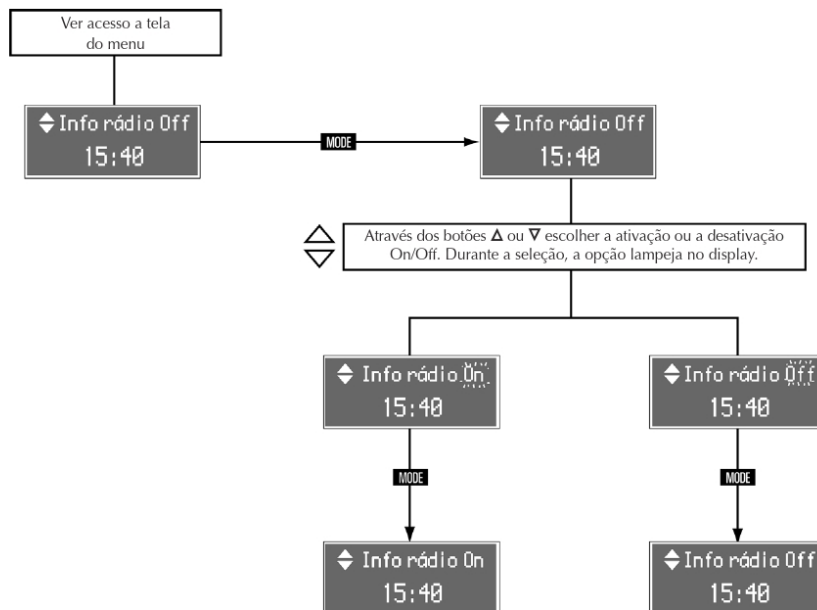 Ver acesso a tela
do menu
Info rádio Off
15:40
MODE
Info rádio Off
15:40
Através dos botões Δ ou ∇ escolher a ativação ou a desativação
On/Off. Durante a seleção, a opção lampeja no display.
Info rádio On
15:40
Info rádio Off
15:40
MODE
MODE
Info rádio On
15:40
Info rádio Off
15:40